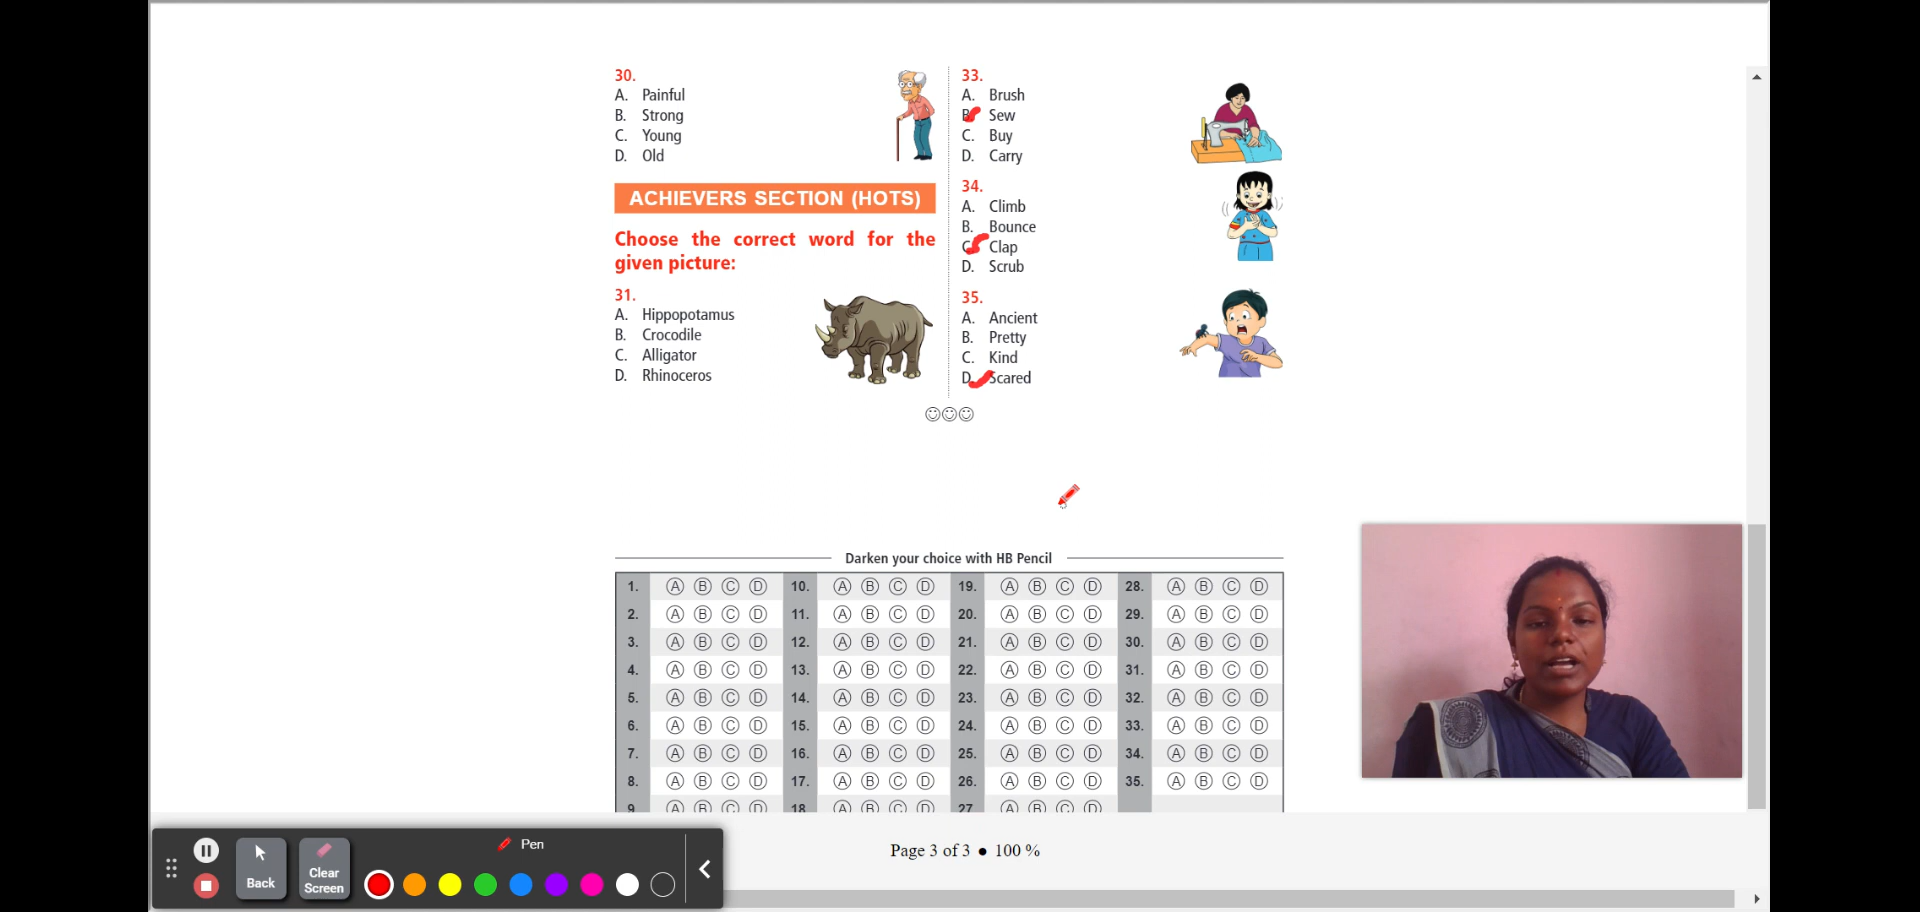 30.
A. Painful
B. Strong
C. Young
D. Old
ACHIEVERS SECTION (HOTS)
Choose the correct word for the
given picture:
31.
A. Hippopotamus
B. Crocodile
C. Alligator
D. Rhinoceros
33.
A. Brush
B. Sew
C. Buy
D. Carry
34.
A. Climb
B. Bounce
C. Clap
D. Scrub
35.
A. Ancient
B. Pretty
C. Kind
D. Scared
Darken your choice with HB Pencil
1. A B C D 10. A B C D 19. A B C D 28. A B C D
2. A B C D 11. A B C D 20. A B C D 29. A B C D
3. A B C D 12. A B C D 21. A B C D 30. A B C D
4. A B C D 13. A B C D 22. A B C D 31. A B C D
5. A B C D 14. A B C D 23. A B C D 32. A B C D
6. A B C D 15. A B C D 24. A B C D 33. A B C D
7. A B C D 16. A B C D 25. A B C D 34. A B C D
8. A B C D 17. A B C D 26. A B C D 35. A B C D
9 A B C D 18 A B C D 27 A B C D
Pen
Back
Clear
Screen
Page 3 of 3 ● 100 %